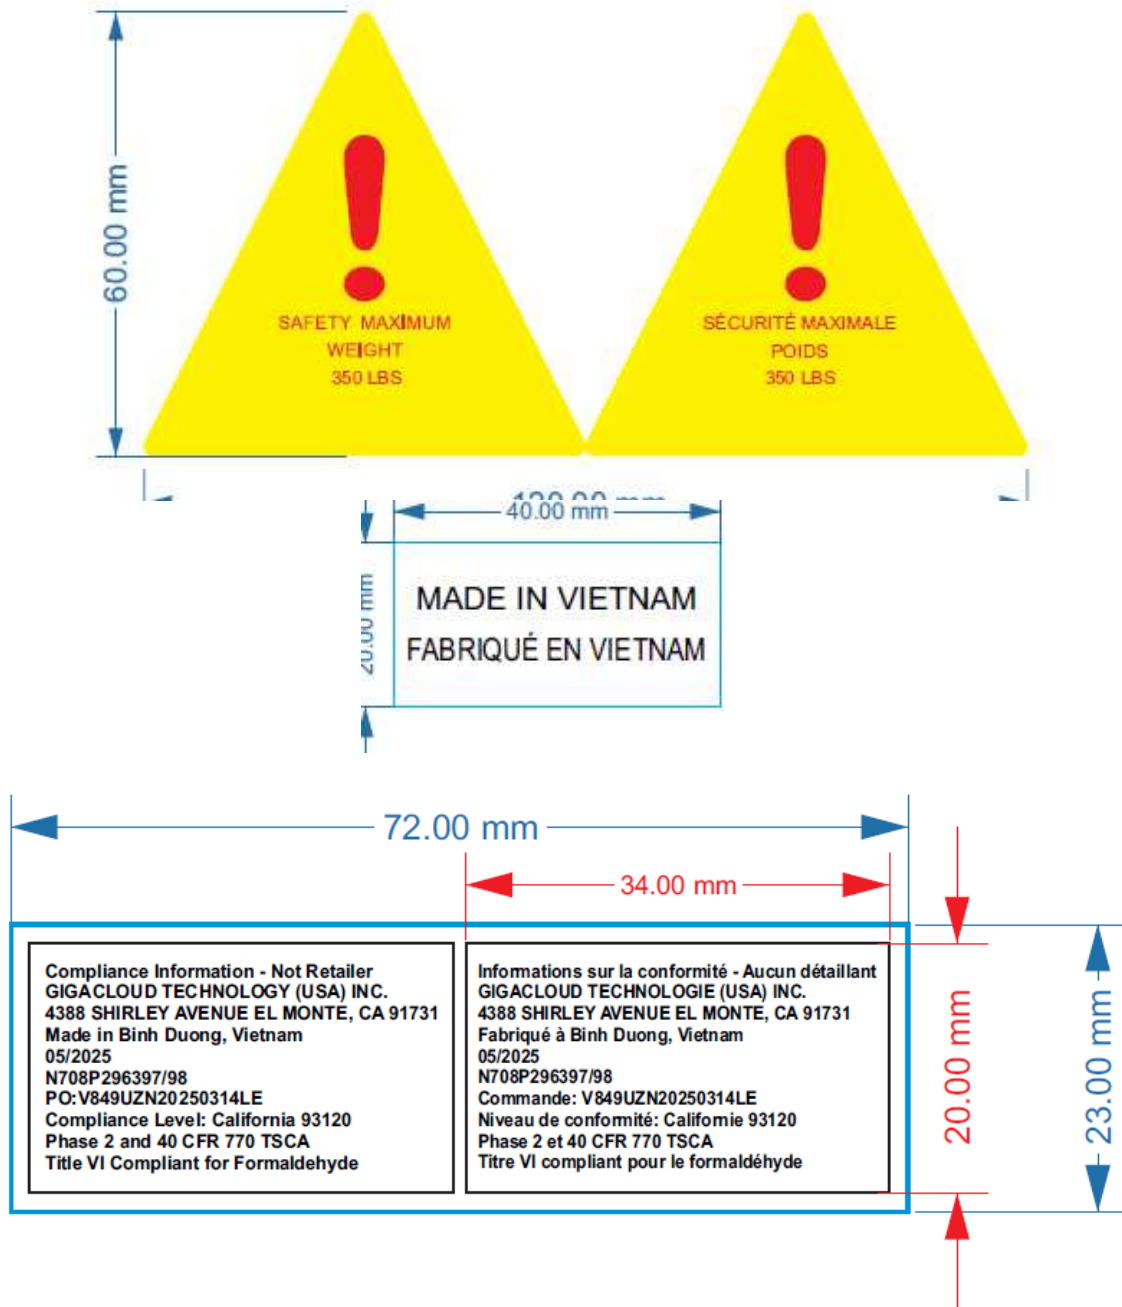 60.00 mm
SAFETY MAXIMUM
WEIGHT
350 LBS
SÉCURITÉ MAXIMALE
POIDS
350 LBS
40.00 mm
20.00 mm
MADE IN VIETNAM
FABRIQUÉ EN VIETNAM
72.00 mm
34.00 mm
Compliance Information - Not Retailer
GIGACLOUD TECHNOLOGY (USA) INC.
4388 SHIRLEY AVENUE EL MONTE, CA 91731
Made in Binh Duong, Vietnam
05/2025
N708P296397/98
PO:V849UZN20250314LE
Compliance Level: California 93120
Phase 2 and 40 CFR 770 TSCA
Title VI Compliant for Formaldehyde
Informations sur la conformité - Aucun détaillant
GIGACLOUD TECHNOLOGIE (USA) INC.
4388 SHIRLEY AVENUE EL MONTE, CA 91731
Fabriqué à Binh Duong, Vietnam
05/2025
N708P296397/98
Commande: V849UZN20250314LE
Niveau de conformité: Californie 93120
Phase 2 et 40 CFR 770 TSCA
Titre VI compliant pour le formaldéhyde
20.00 mm
23.00 mm